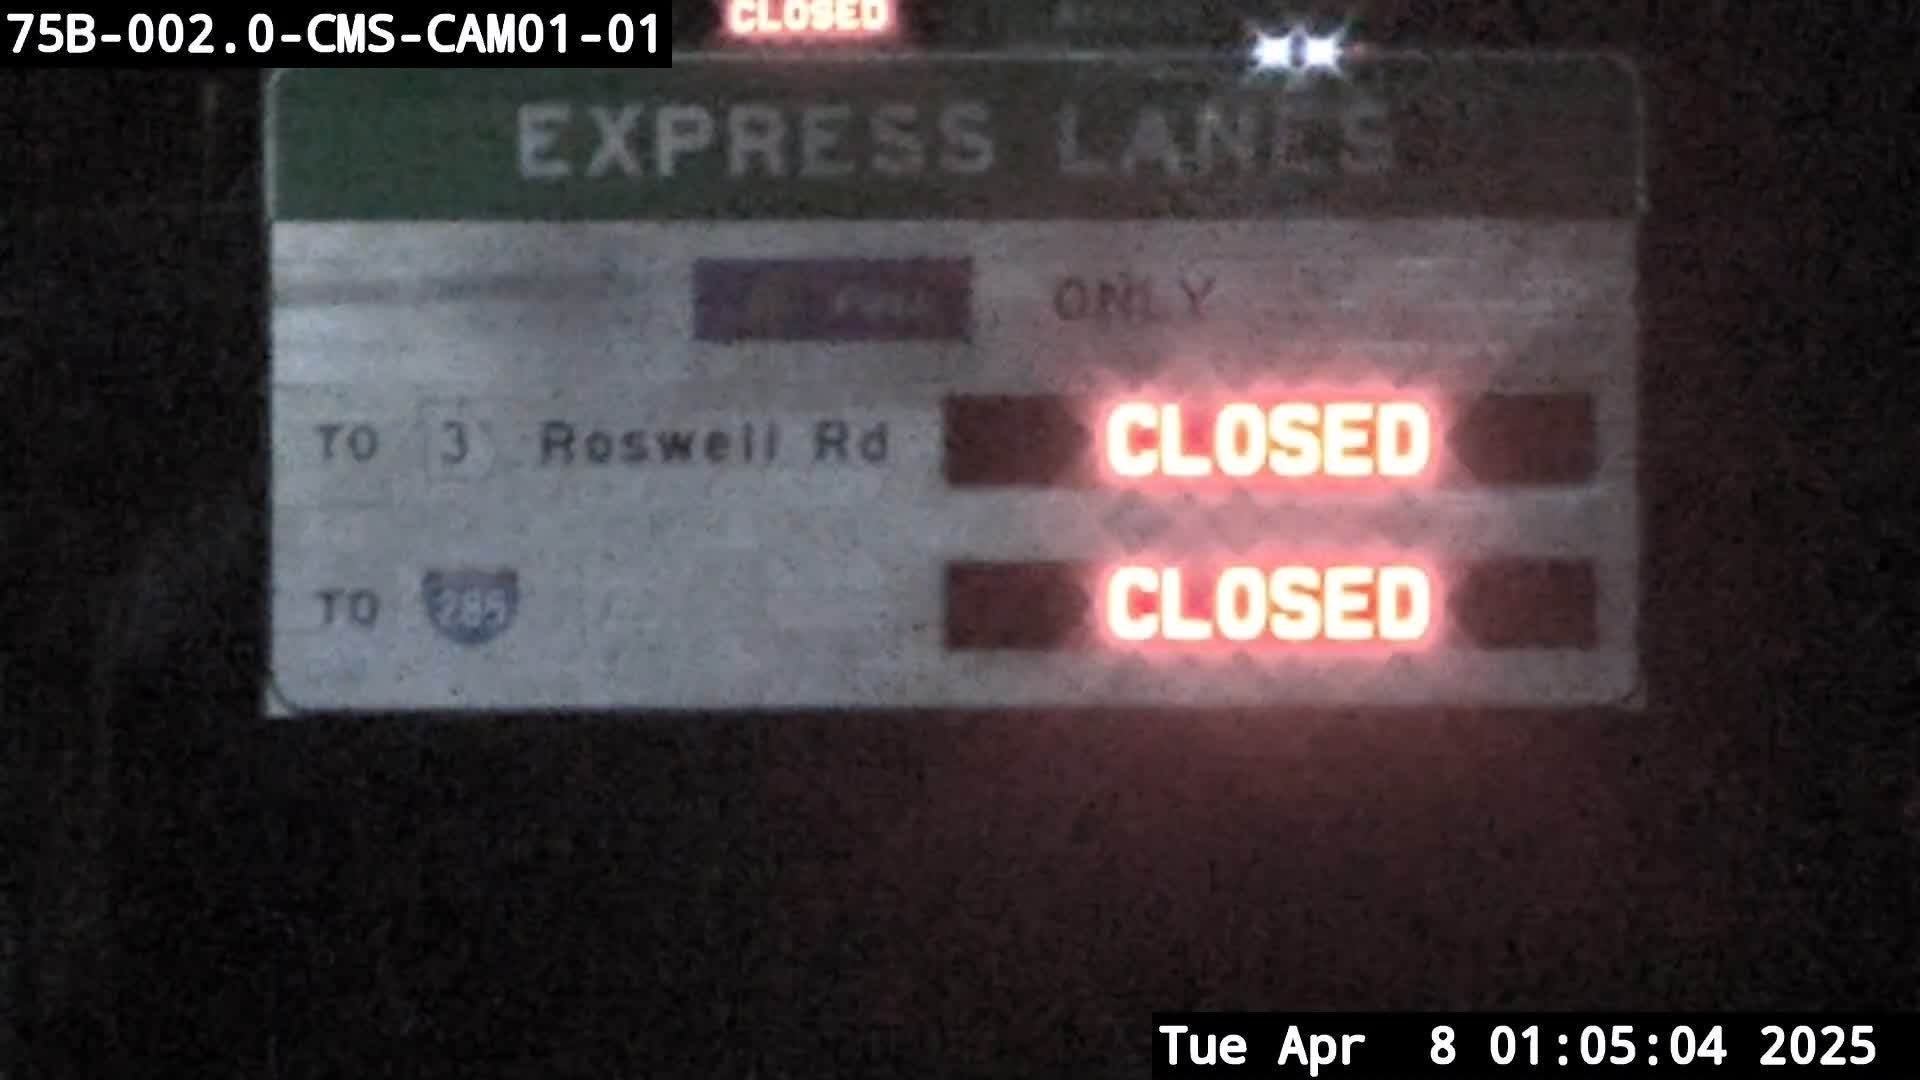 75B-002.0-CMS-CAM01-01
CLOSED
EXPRESS LANES
ONLY
TO 3 Roswell Rd CLOSED
TO 285 CLOSED
Tue Apr 8 01:05:04 2025